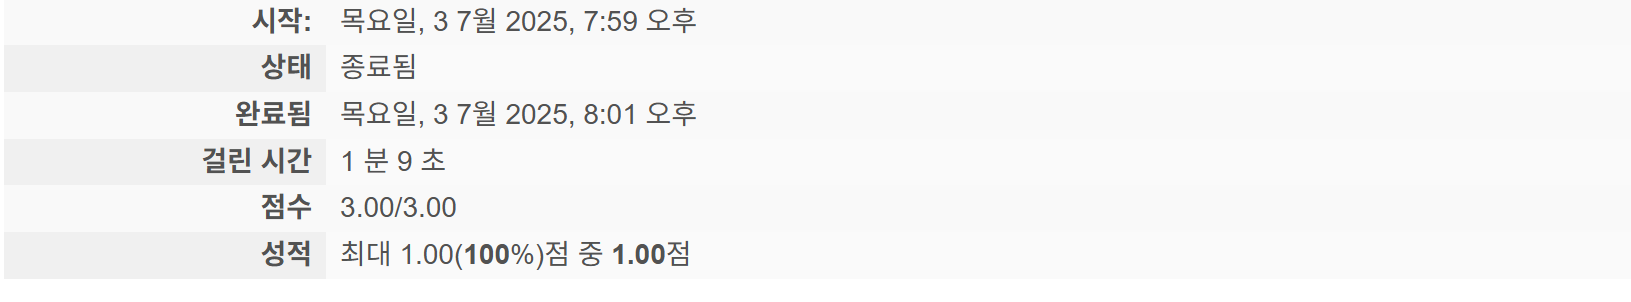 시작: 목요일, 3 7월 2025, 7:59 오후
상태 종료됨
완료됨 목요일, 3 7월 2025, 8:01 오후
걸린 시간 1 분 9 초
점수 3.00/3.00
성적 최대 1.00(100%)점 중 1.00점